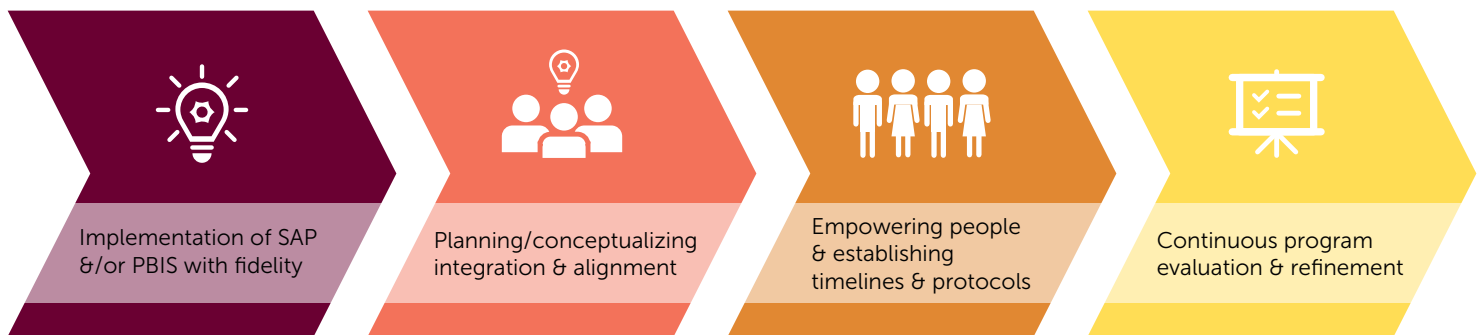 Implementation of SAP
&/or PBIS with fidelity
Planning/conceptualizing
integration & alignment
Empowering people
& establishing
timelines & protocols
Continuous program
evaluation & refinement